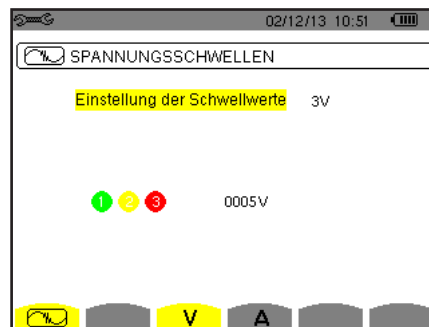 02/12/13 10:51
SPANNUNGSSCHWELLEN
Einstellung der Schwellwerte 3V
1 2 3 0005V
V A